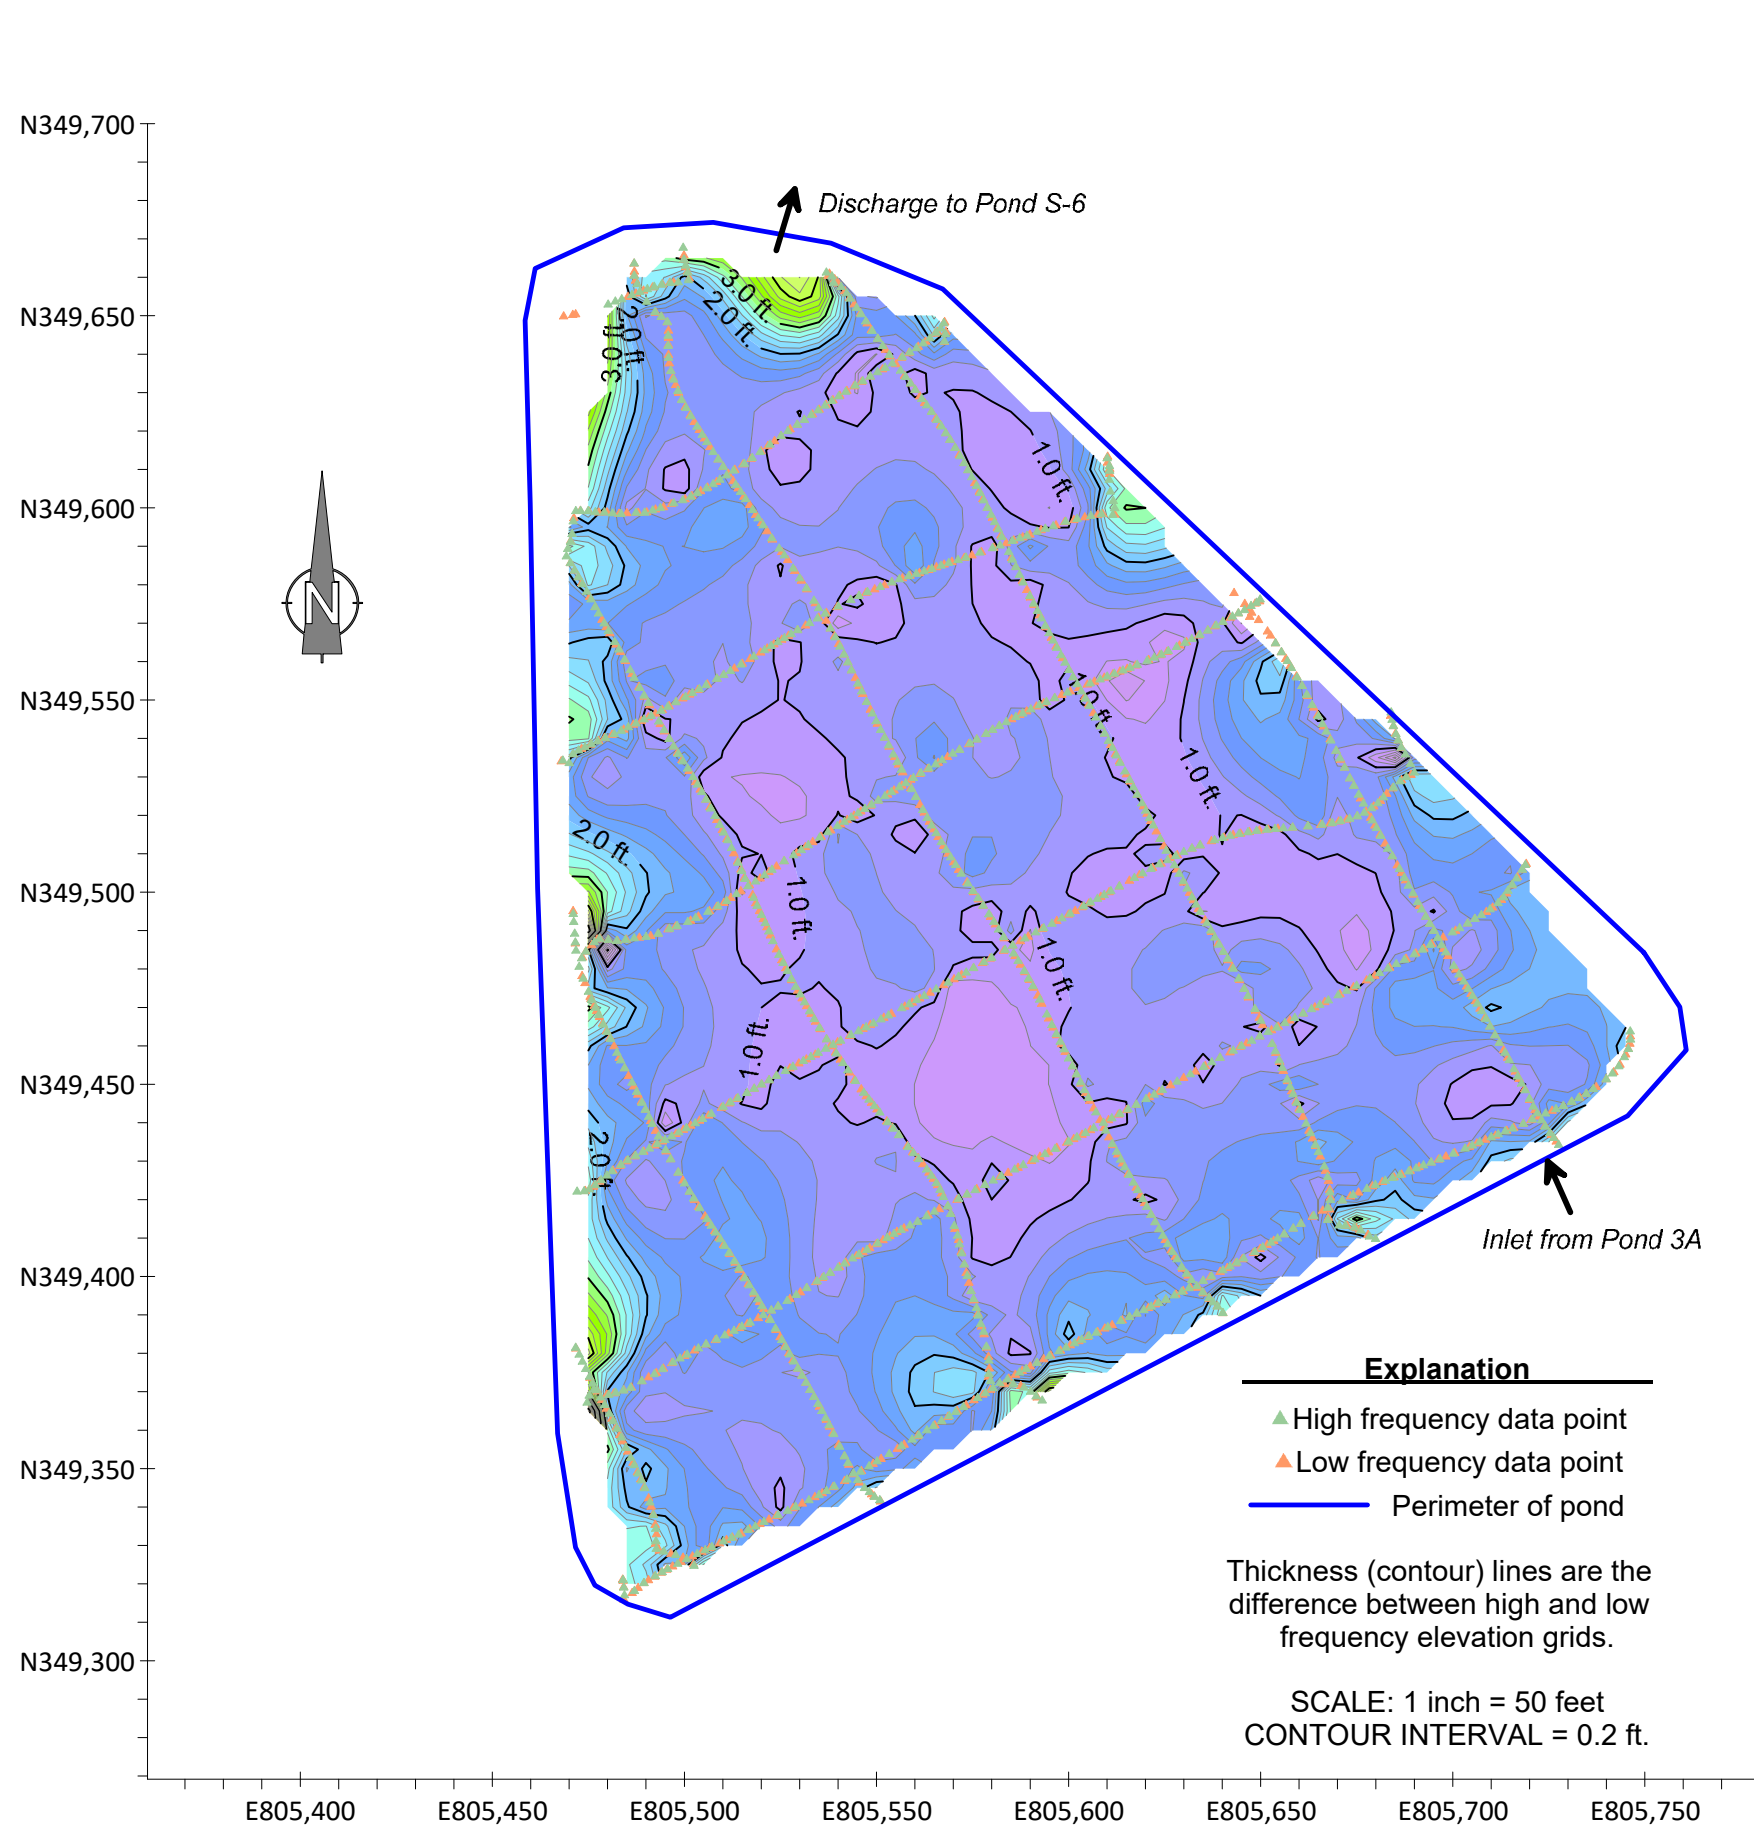 N349,700
Discharge to Pond S-6
N349,650
3.0 ft.
2.0 ft.
2.0 ft.
3.0 ft.
1.0 ft.
N349,600
N
N349,550
1.0 ft.
1.0 ft.
2.0 ft.
N349,500
1.0 ft.
1.0 ft.
1.0 ft.
N349,450
2.0 ft.
Inlet from Pond 3A
N349,400
Explanation
High frequency data point
N349,350
Low frequency data point
Perimeter of pond
Thickness (contour) lines are the
difference between high and low
frequency elevation grids.
N349,300
SCALE: 1 inch = 50 feet
CONTOUR INTERVAL = 0.2 ft.
E805,400 E805,450 E805,500 E805,550 E805,600 E805,650 E805,700 E805,750